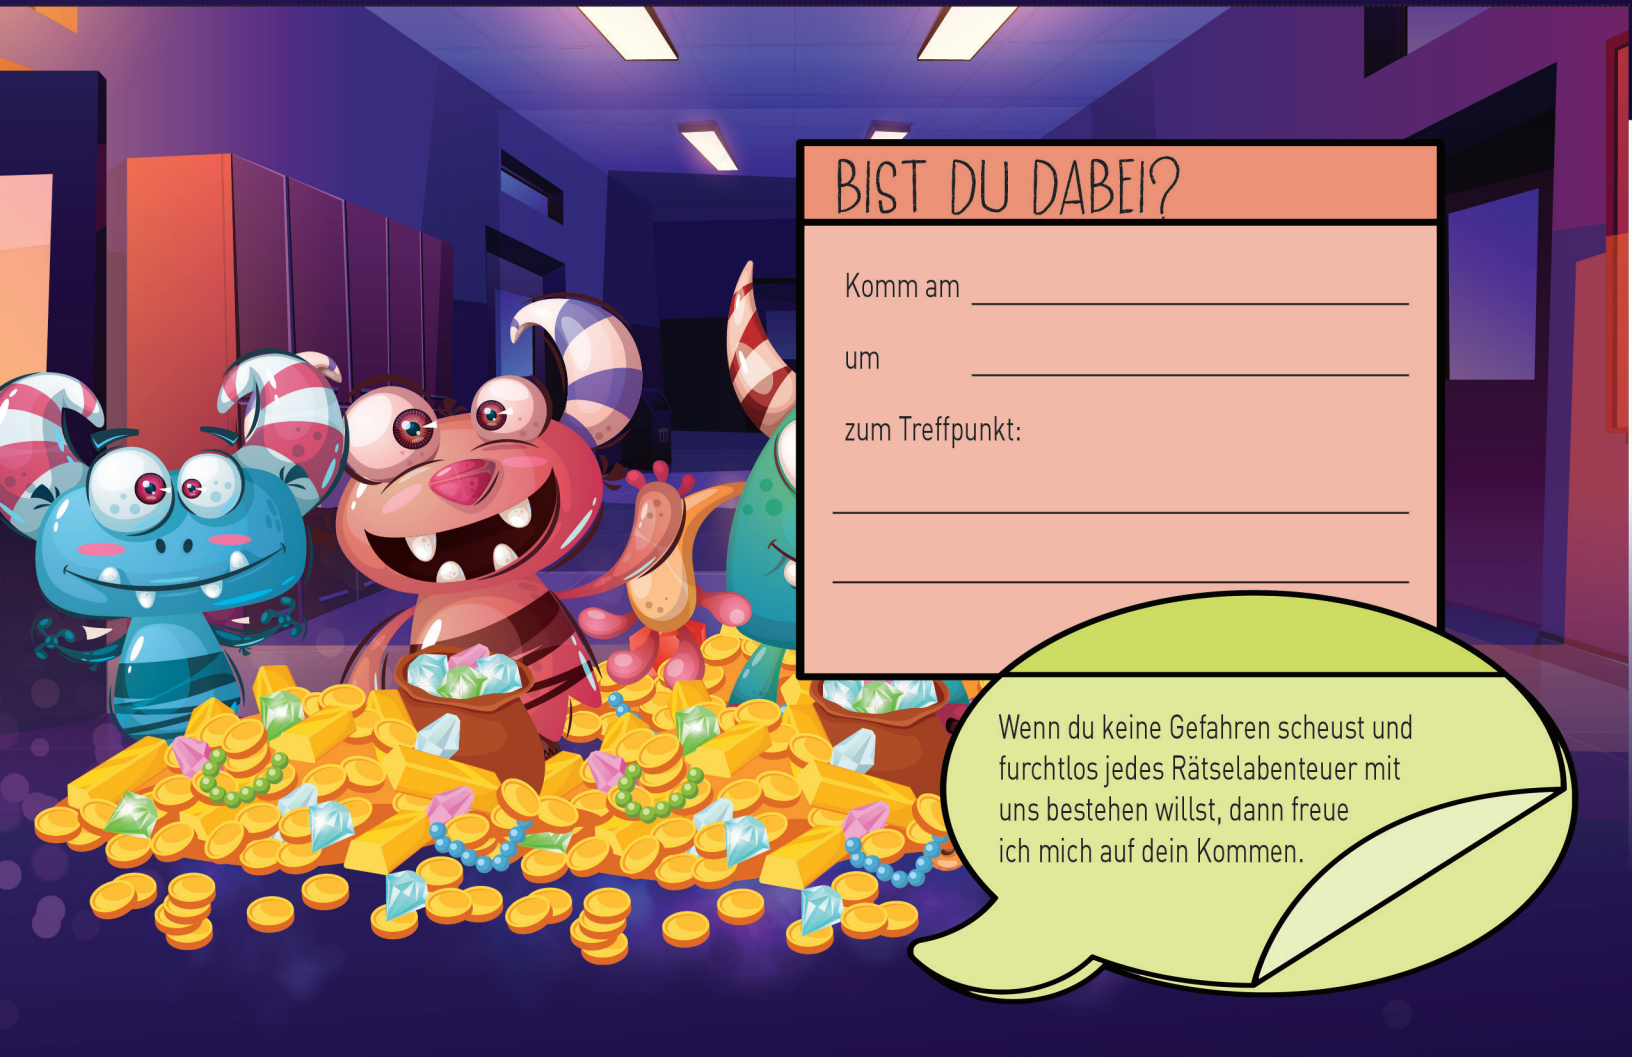 BIST DU DABEI?
Komm am
um
zum Treffpunkt:
Wenn du keine Gefahren scheust und
furchtlos jedes Rätselabenteuer mit
uns bestehen willst, dann freue
ich mich auf dein Kommen.